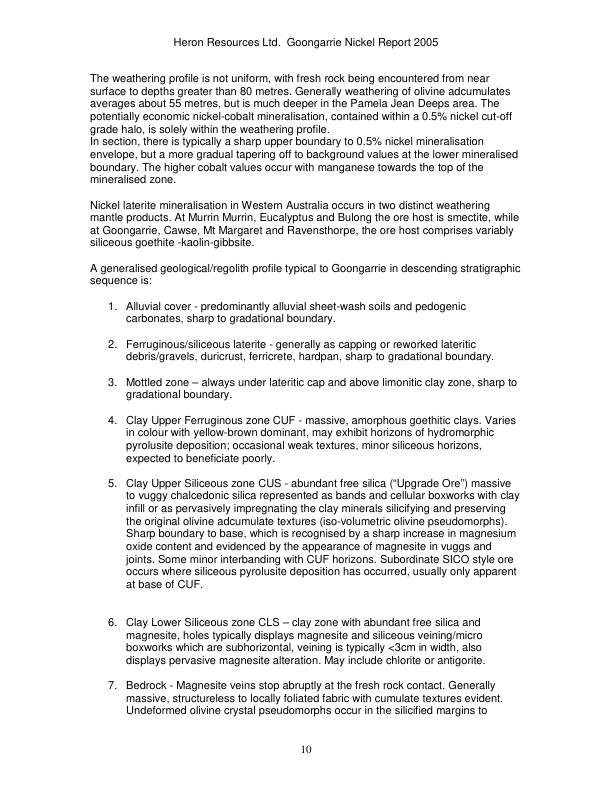 Heron Resources Ltd.  Goongarrie Nickel Report 2005
The weathering profile is not uniform, with fresh rock being encountered from near
surface to depths greater than 80 metres. Generally weathering of olivine adcumulates
averages about 55 metres, but is much deeper in the Pamela Jean Deeps area. The
potentially economic nickel-cobalt mineralisation, contained within a 0.5% nickel cut-off
grade halo, is solely within the weathering profile.
In section, there is typically a sharp upper boundary to 0.5% nickel mineralisation
envelope, but a more gradual tapering off to background values at the lower mineralised
boundary. The higher cobalt values occur with manganese towards the top of the
mineralised zone.
Nickel laterite mineralisation in Western Australia occurs in two distinct weathering
mantle products. At Murrin Murrin, Eucalyptus and Bulong the ore host is smectite, while
at Goongarrie, Cawse, Mt Margaret and Ravensthorpe, the ore host comprises variably
siliceous goethite -kaolin-gibbsite.
A generalised geological/regolith profile typical to Goongarrie in descending stratigraphic
sequence is:
1. Alluvial cover - predominantly alluvial sheet-wash soils and pedogenic
carbonates, sharp to gradational boundary.
2. Ferruginous/siliceous laterite - generally as capping or reworked lateritic
debris/gravels, duricrust, ferricrete, hardpan, sharp to gradational boundary.
3. Mottled zone – always under lateritic cap and above limonitic clay zone, sharp to
gradational boundary.
4. Clay Upper Ferruginous zone CUF - massive, amorphous goethitic clays. Varies
in colour with yellow-brown dominant, may exhibit horizons of hydromorphic
pyrolusite deposition; occasional weak textures, minor siliceous horizons,
expected to beneficiate poorly.
5. Clay Upper Siliceous zone CUS - abundant free silica (“Upgrade Ore”) massive
to vuggy chalcedonic silica represented as bands and cellular boxworks with clay
infill or as pervasively impregnating the clay minerals silicifying and preserving
the original olivine adcumulate textures (iso-volumetric olivine pseudomorphs).
Sharp boundary to base, which is recognised by a sharp increase in magnesium
oxide content and evidenced by the appearance of magnesite in vuggs and
joints. Some minor interbanding with CUF horizons. Subordinate SICO style ore
occurs where siliceous pyrolusite deposition has occurred, usually only apparent
at base of CUF.
6. Clay Lower Siliceous zone CLS – clay zone with abundant free silica and
magnesite, holes typically displays magnesite and siliceous veining/micro
boxworks which are subhorizontal, veining is typically <3cm in width, also
displays pervasive magnesite alteration. May include chlorite or antigorite.
7. Bedrock - Magnesite veins stop abruptly at the fresh rock contact. Generally
massive, structureless to locally foliated fabric with cumulate textures evident.
Undeformed olivine crystal pseudomorphs occur in the silicified margins to
10